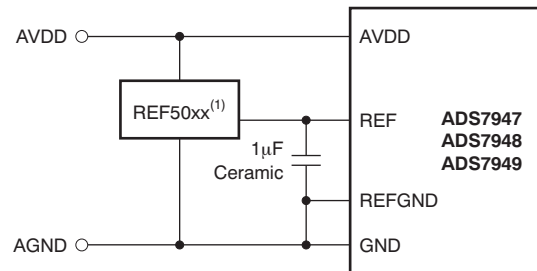 AVDD
AVDD
REF50xx(1)
REF
ADS7947
ADS7948
ADS7949
1μF
Ceramic
REFGND
AGND
GND